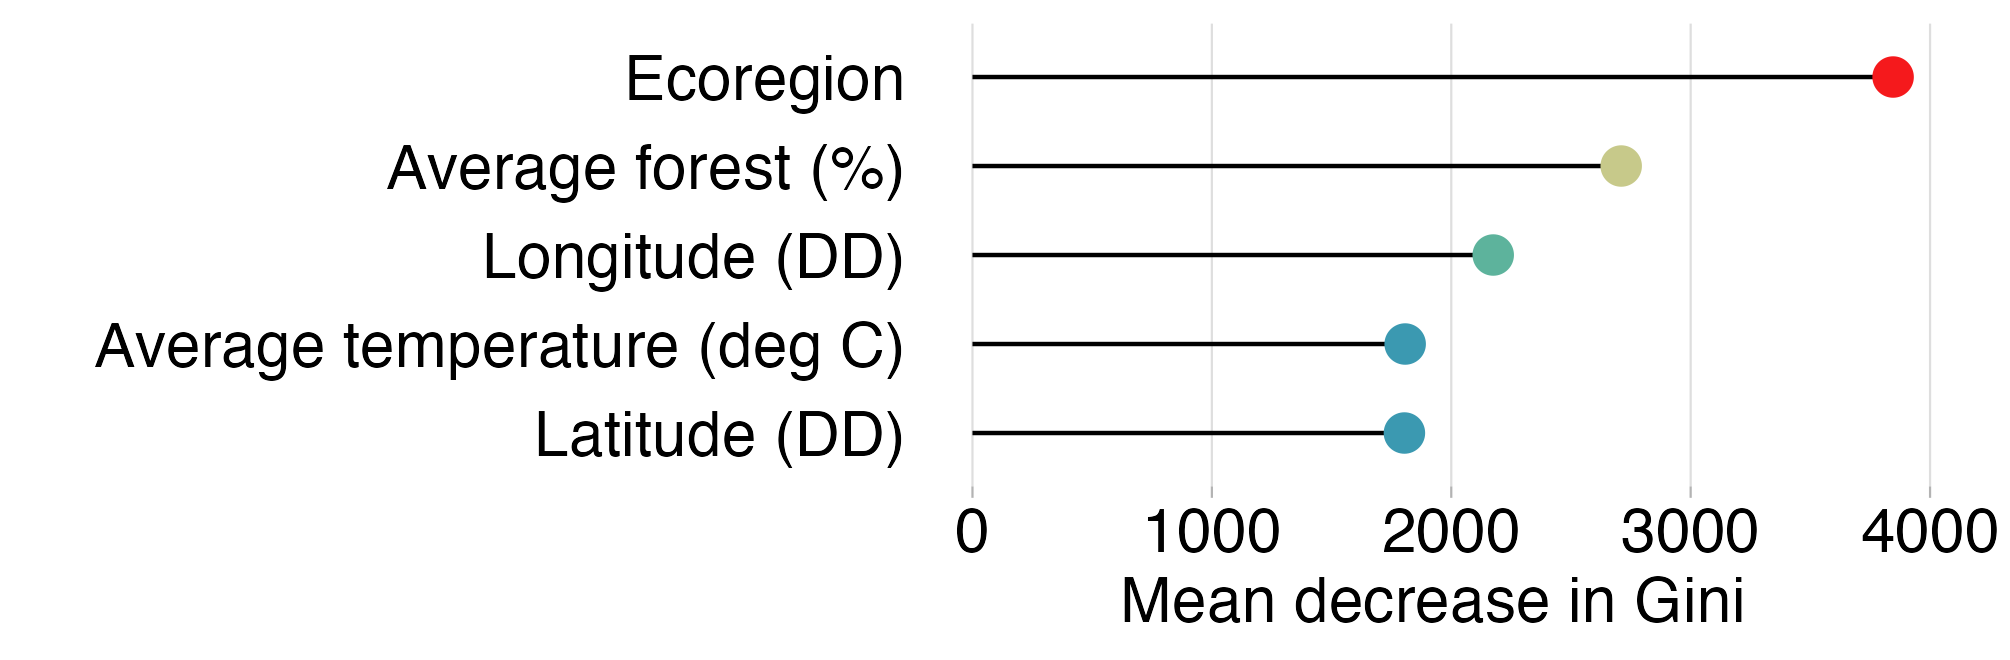 Ecoregion
Average forest (%)
Longitude (DD)
Average temperature (deg C)
Latitude (DD)
0 1000 2000 3000 4000
Mean decrease in Gini